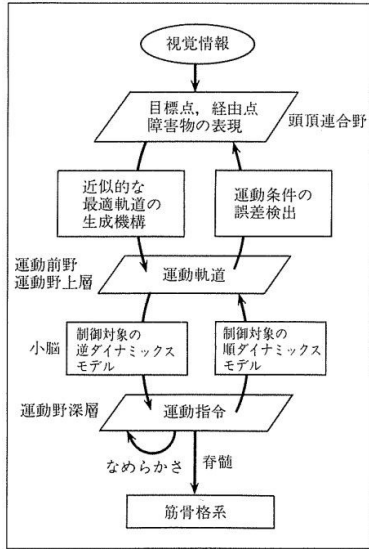 視覚情報
目標点，経由点
障害物の表現
頭頂連合野
近似的な
最適軌道の
生成機構
運動条件の
誤差検出
運動前野
運動野上層
運動軌道
小脳
制御対象の
逆ダイナミックス
モデル
制御対象の
順ダイナミックス
モデル
運動野深層
運動指令
なめらかさ
脊髄
筋骨格系